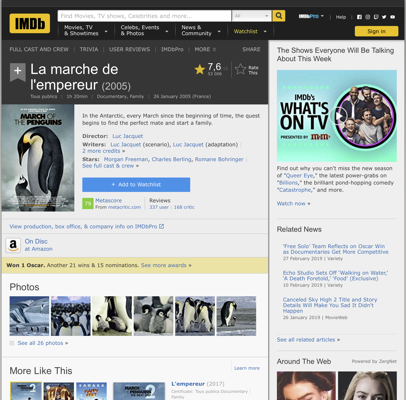 IMDb
Find Movies, TV shows, Celebrities and more...
All
IMDbPro
Help
Movies, TV
& Showtimes
Celebs, Events
& Photos
News &
Community
Watchlist
Sign in
FULL CAST AND CREW
TRIVIA
USER REVIEWS
IMDbPro
MORE
SHARE
La marche de
l'empereur (2005)
7,6
Rate
This
Tous publics
1h 20min
Documentary, Family
26 January 2005 (France)
MARCH OF
THE PENGUINS
In the Antarctic, every March since the beginning of time, the quest
begins to find the perfect mate and start a family.
Director: Luc Jacquet
Writers: Luc Jacquet (scenario), Luc Jacquet (adaptation)
2 more credits »
Stars: Morgan Freeman, Charles Berling, Romane Bohringer
See full cast & crew »
+ Add to Watchlist
79
Metascore
From metacritic.com
Reviews
337 user
168 critic
View production, box office, & company info on IMDbPro
a
On Disc
at Amazon
Won 1 Oscar. Another 21 wins & 15 nominations. See more awards »
Photos
See all 26 photos »
More Like This
Learn more
L'empereur (2017)
Certificate: Tous publics Documentary
Family
The Shows Everyone Will Be Talking
About This Week
IMDb's
WHAT'S
ON TV
PRESENTED BY
Find out why you can't miss the new season
of "Queer Eye," the latest power-grabs on
"Billions," the brilliant pond-hopping comedy
"Catastrophe," and more.
Watch now »
Related News
'Free Solo' Team Reflects on Oscar Win
as Documentaries Get More Competitive
27 February 2019
Variety
Echo Studio Sets Off 'Walking on Water,'
'A Death Foretold,' 'Food' (Exclusive)
10 February 2019
Variety
Canceled Sky High 2 Title and Story
Details Will Make You Sad It Didn't
Happen
26 January 2019
MovieWeb
See all related articles »
Around The Web
Powered by ZergNet